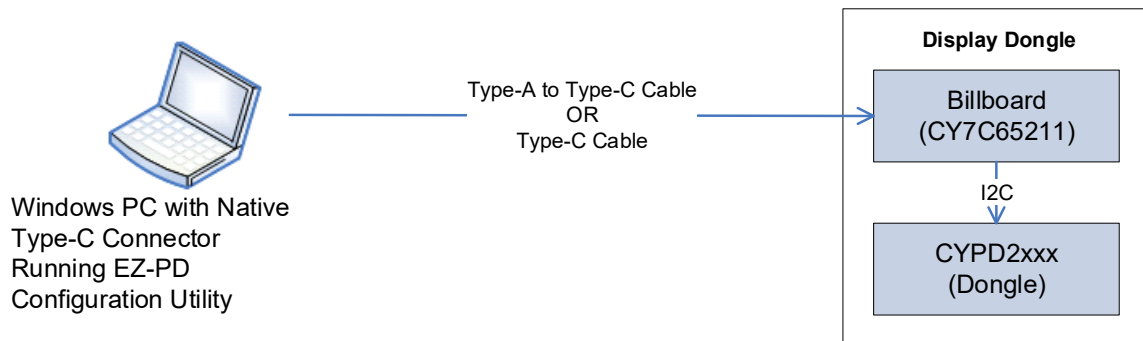 Windows PC with Native
Type-C Connector
Running EZ-PD
Configuration Utility
Type-A to Type-C Cable
OR
Type-C Cable
Display Dongle
Billboard
(CY7C65211)
I2C
CYPD2xxx
(Dongle)